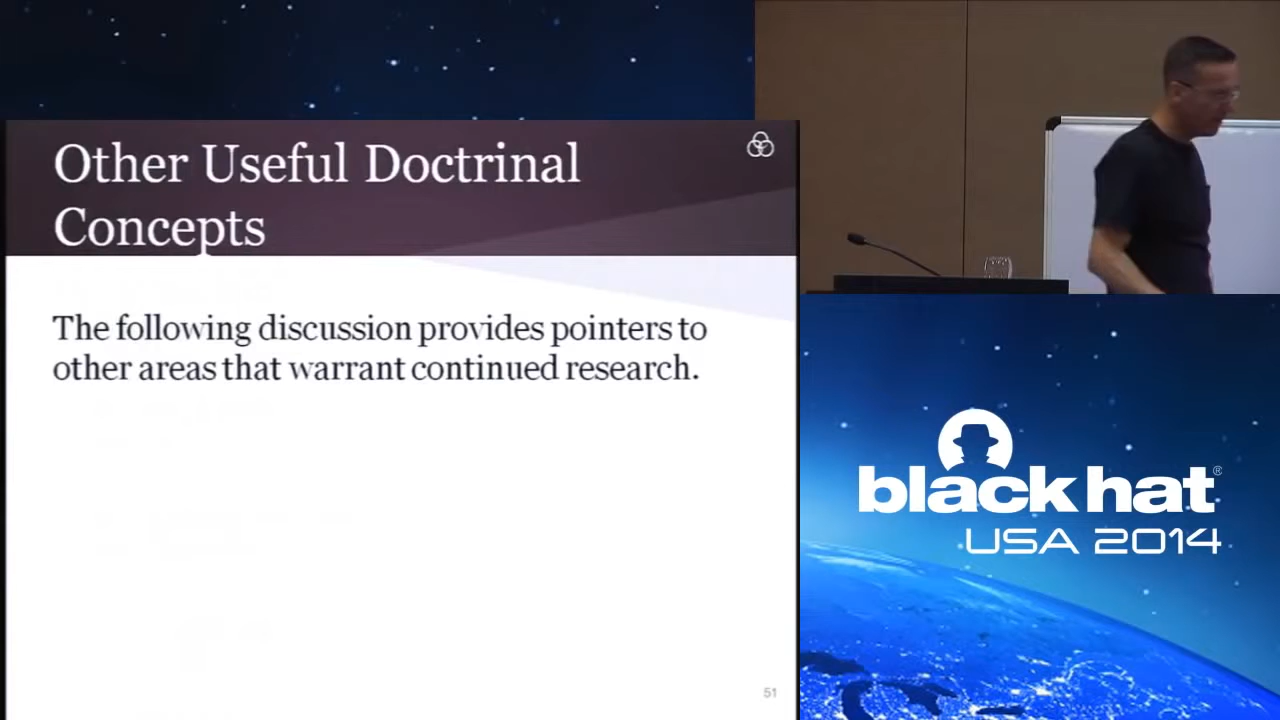 Other Useful Doctrinal
Concepts
The following discussion provides pointers to
other areas that warrant continued research.
51
black hat®
USA 2014